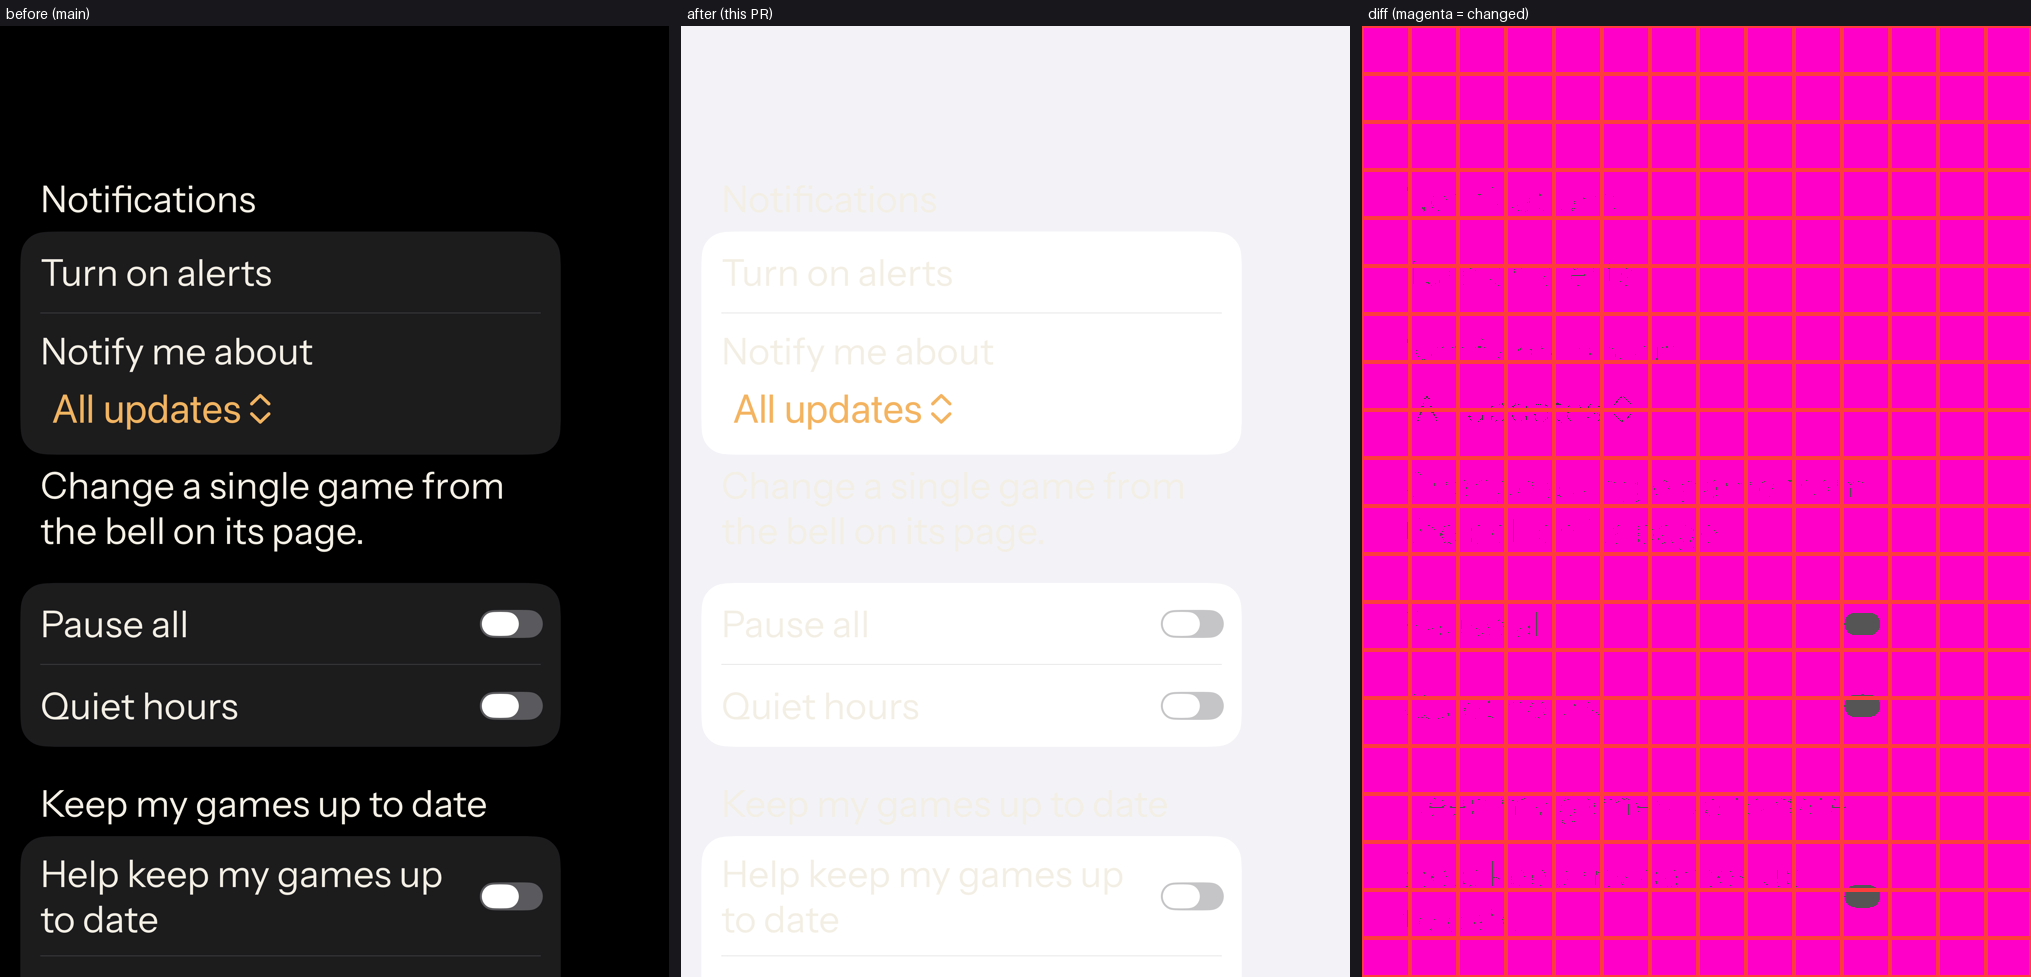 before (main)
Notifications
Turn on alerts
Notify me about
All updates
Change a single game from
the bell on its page.
Pause all
Quiet hours
Keep my games up to date
Help keep my games up
to date
after (this PR)
Notifications
Turn on alerts
Notify me about
All updates
Change a single game from
the bell on its page.
Pause all
Quiet hours
Keep my games up to date
Help keep my games up
to date
diff (magenta = changed)